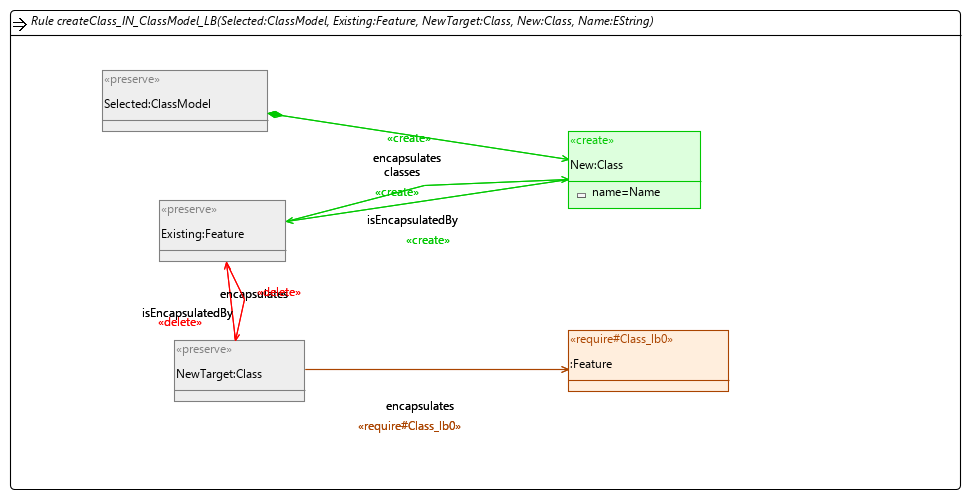 Rule createClass_IN_ClassModel_LB(Selected:ClassModel, Existing:Feature, NewTarget:Class, New:Class, Name:EString)
«preserve»
Selected:ClassModel
«create»
«create»
New:Class
name=Name
encapsulates
classes
«create»
isEncapsulatedBy
«create»
«preserve»
Existing:Feature
encapsulates
«delete»
isEncapsulatedBy
«delete»
«preserve»
NewTarget:Class
«require#Class_lb0»
:Feature
encapsulates
«require#Class_lb0»